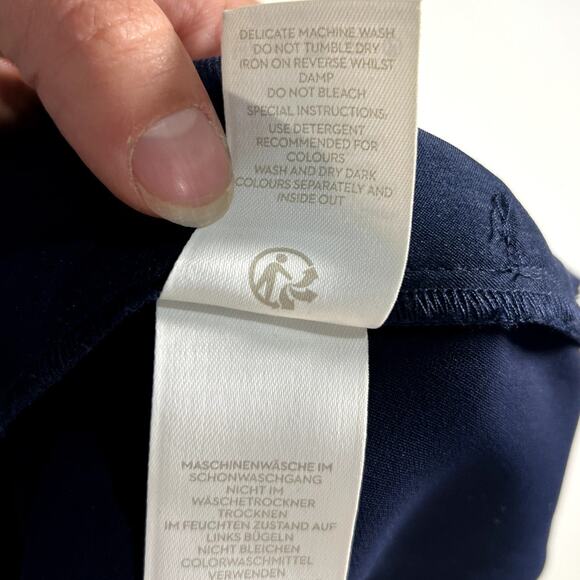 DELICATE MACHINE WASH
DO NOT TUMBLE DRY
IRON ON REVERSE WHILST
DAMP
DO NOT BLEACH
SPECIAL INSTRUCTIONS:
USE DETERGENT
RECOMMENDED FOR
COLOURS
WASH AND DRY DARK
COLOURS SEPARATELY AND
INSIDE OUT
MASCHINENWÄSCHE IM
SCHONWASCHGANG
NICHT IM
WÄSCHETROCKNER
TROCKNEN
IM FEUCHTEN ZUSTAND AUF
LINKS BÜGELN
NICHT BLEICHEN
COLORWASCHMITTEL
VERWENDEN